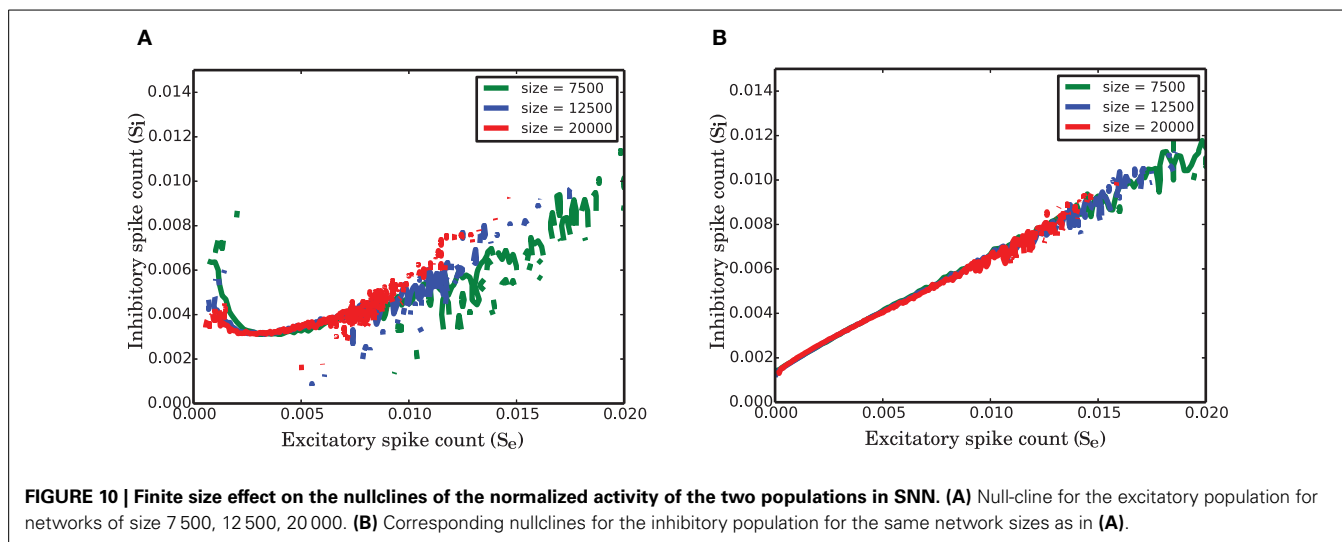 A
B
0.014
0.012
0.010
0.008
0.006
0.004
0.002
0.000
Inhibitory spike count (Si)
size = 7500
size = 12500
size = 20000
0.000 0.005 0.010 0.015 0.020
Excitatory spike count (Se)
0.014
0.012
0.010
0.008
0.006
0.004
0.002
0.000
Inhibitory spike count (Si)
size = 7500
size = 12500
size = 20000
0.000 0.005 0.010 0.015 0.020
Excitatory spike count (Se)
FIGURE 10 | Finite size effect on the nullclines of the normalized activity of the two populations in SNN. (A) Null-cline for the excitatory population for
networks of size 7 500, 12 500, 20 000. (B) Corresponding nullclines for the inhibitory population for the same network sizes as in (A).